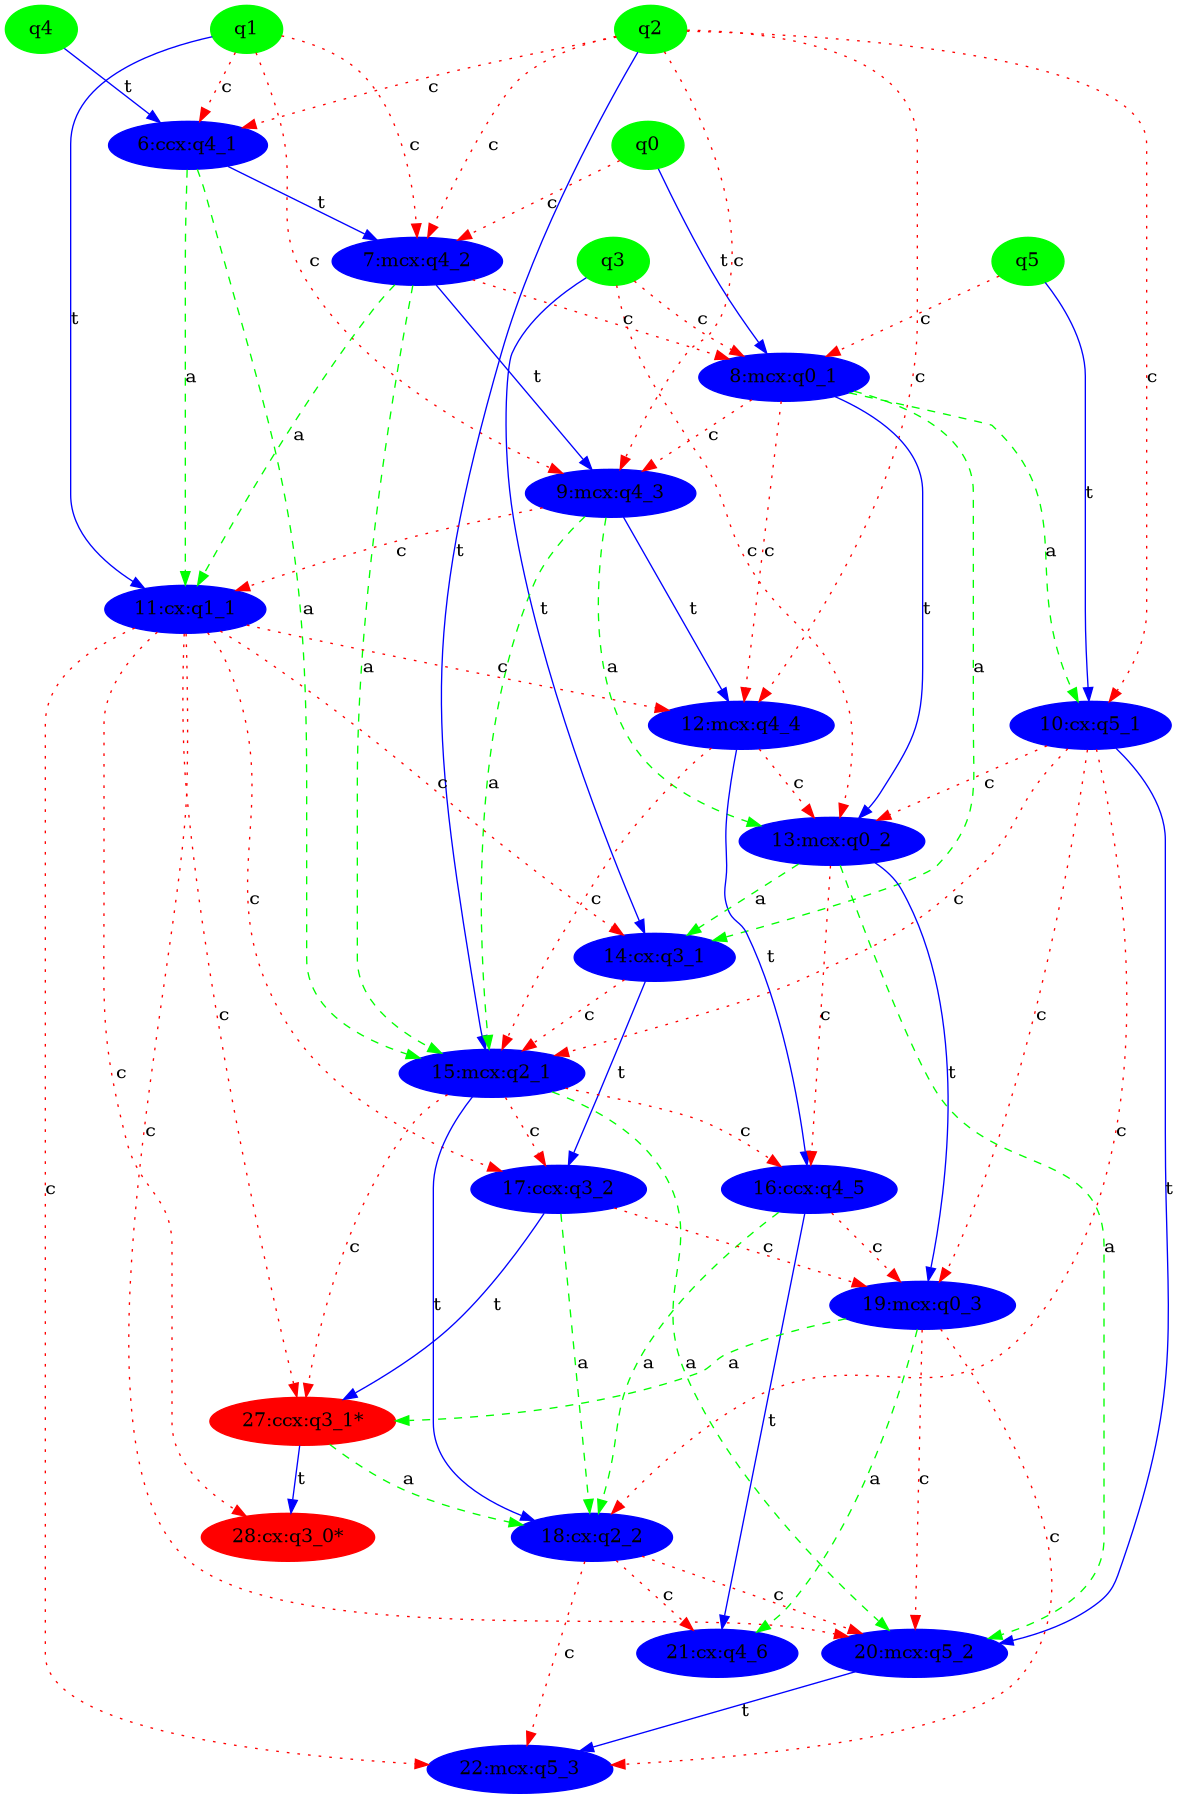 q4 q1 q2
t c c
6:ccx:q4_1 q0
t c c c
7:mcx:q4_2 q3 q5
c t c
t a c c c
8:mcx:q0_1
a t c c c
9:mcx:q4_3 t
c c c a
11:cx:q1_1 a t t a t a
c t a a
12:mcx:q4_4 10:cx:q5_1
c a c c
13:mcx:q0_2
c c a c
14:cx:q3_1 t c c
c
15:mcx:q2_1 t t
c c c c c
17:ccx:q3_2 16:ccx:q4_5
c c c c a
19:mcx:q0_3
t t a a a a
27:ccx:q3_1* t
t a a c c
28:cx:q3_0* 18:cx:q2_2
c c c
21:cx:q4_6 20:mcx:q5_2
c t
22:mcx:q5_3